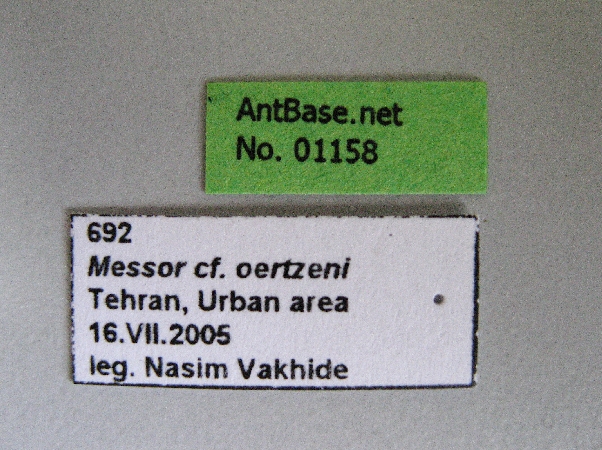 AntBase.net
No. 01158
692
Messor cf. oertzeni
Tehran, Urban area
16.VII.2005
leg. Nasim Vakhide